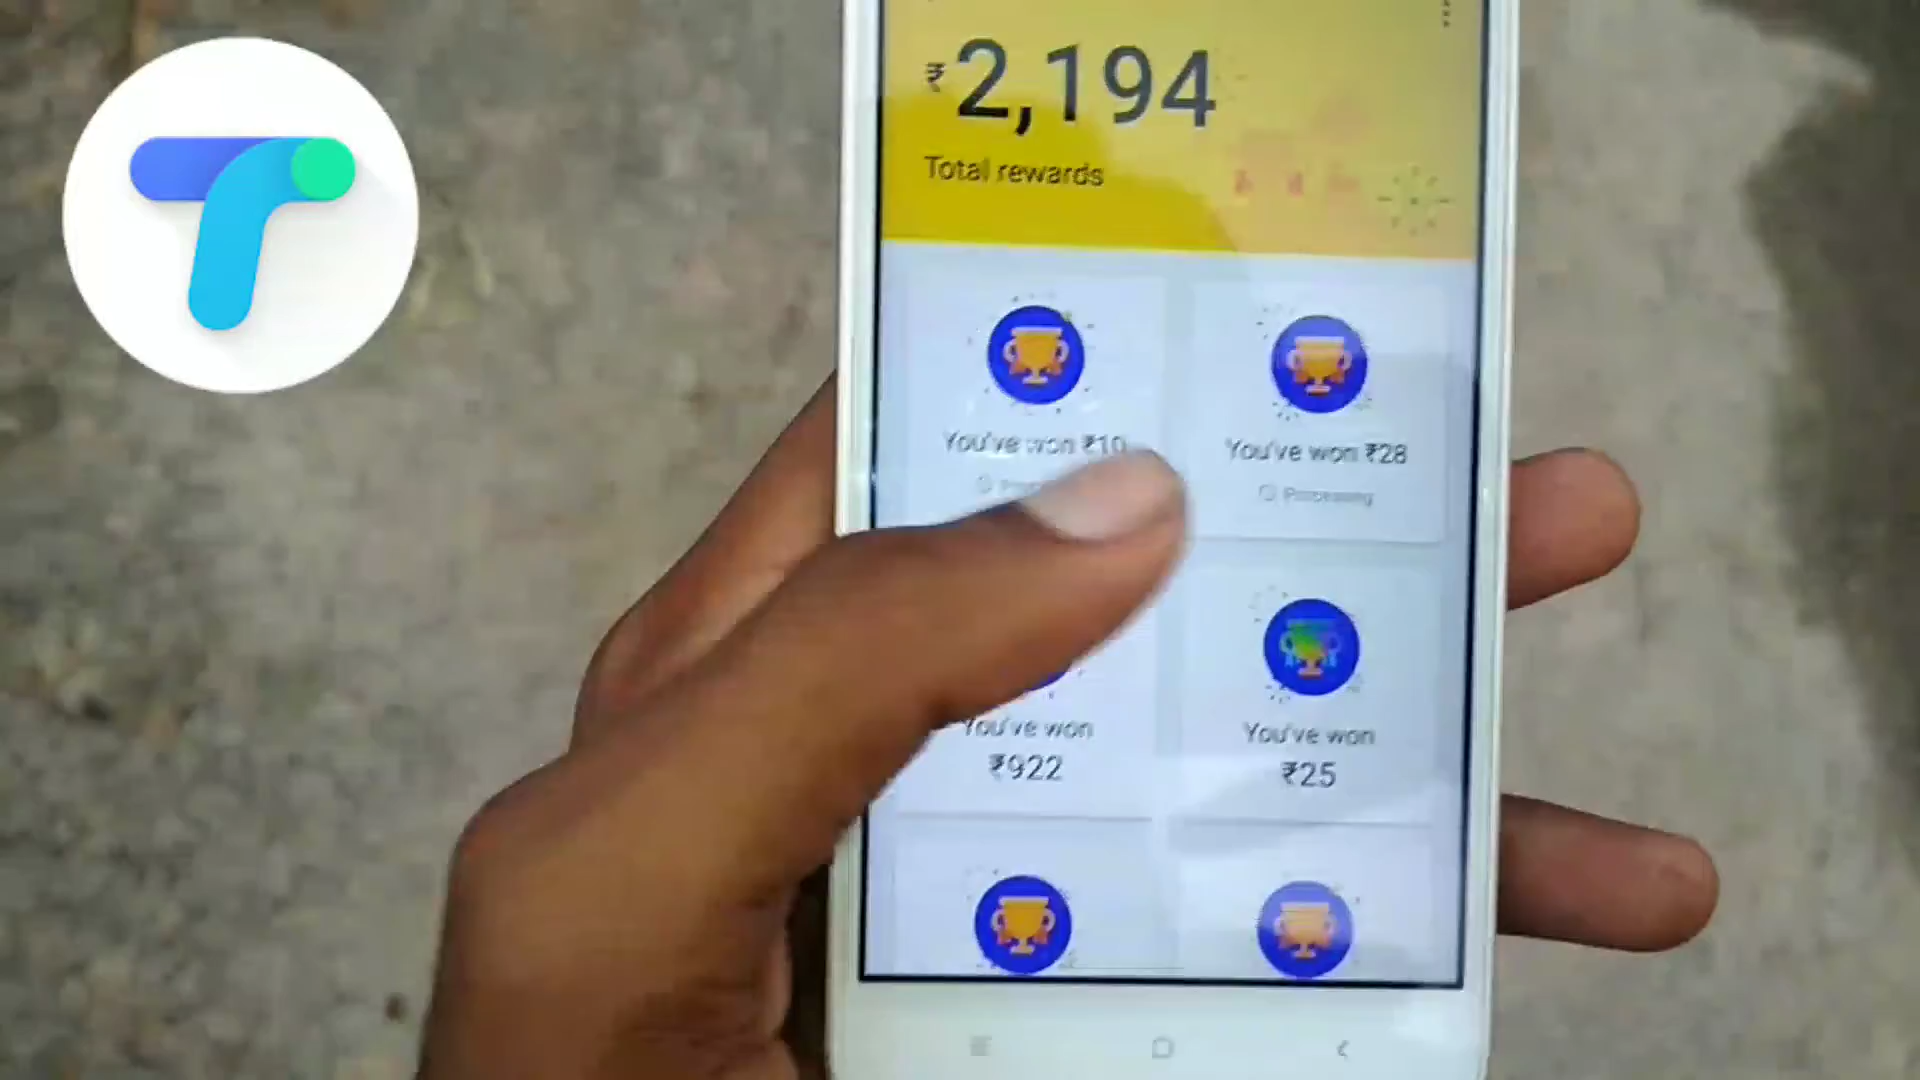 ₹2,194
Total rewards
You've won ₹10
You've won ₹28
Processing
You've won
₹922
You've won
₹25